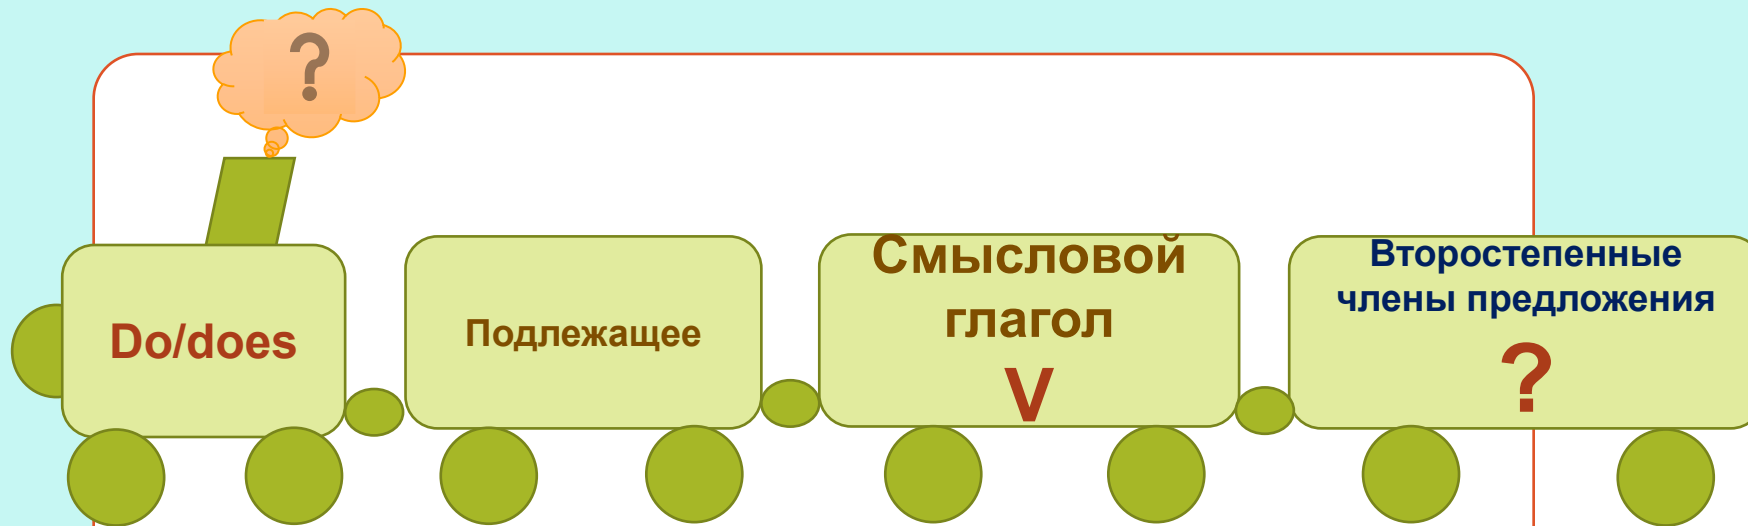 ?
Do/does
Подлежащее
Смысловой
глагол
V
Второстепенные
члены предложения
?